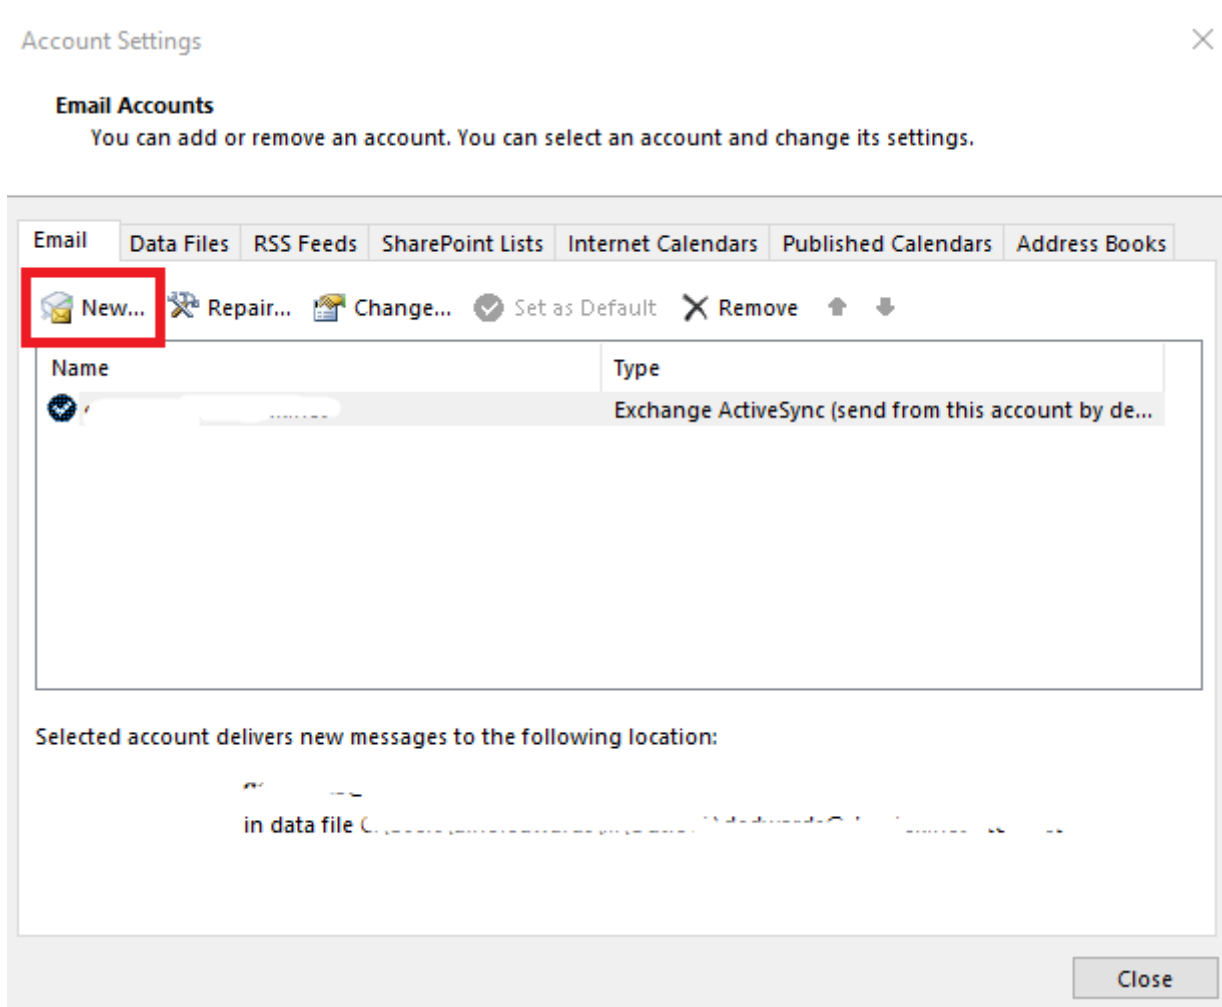 Account Settings
Email Accounts
You can add or remove an account. You can select an account and change its settings.
Email Data Files RSS Feeds SharePoint Lists Internet Calendars Published Calendars Address Books
New... Repair... Change... Set as Default Remove
Name Type
Exchange ActiveSync (send from this account by de...
Selected account delivers new messages to the following location:
in data file
Close